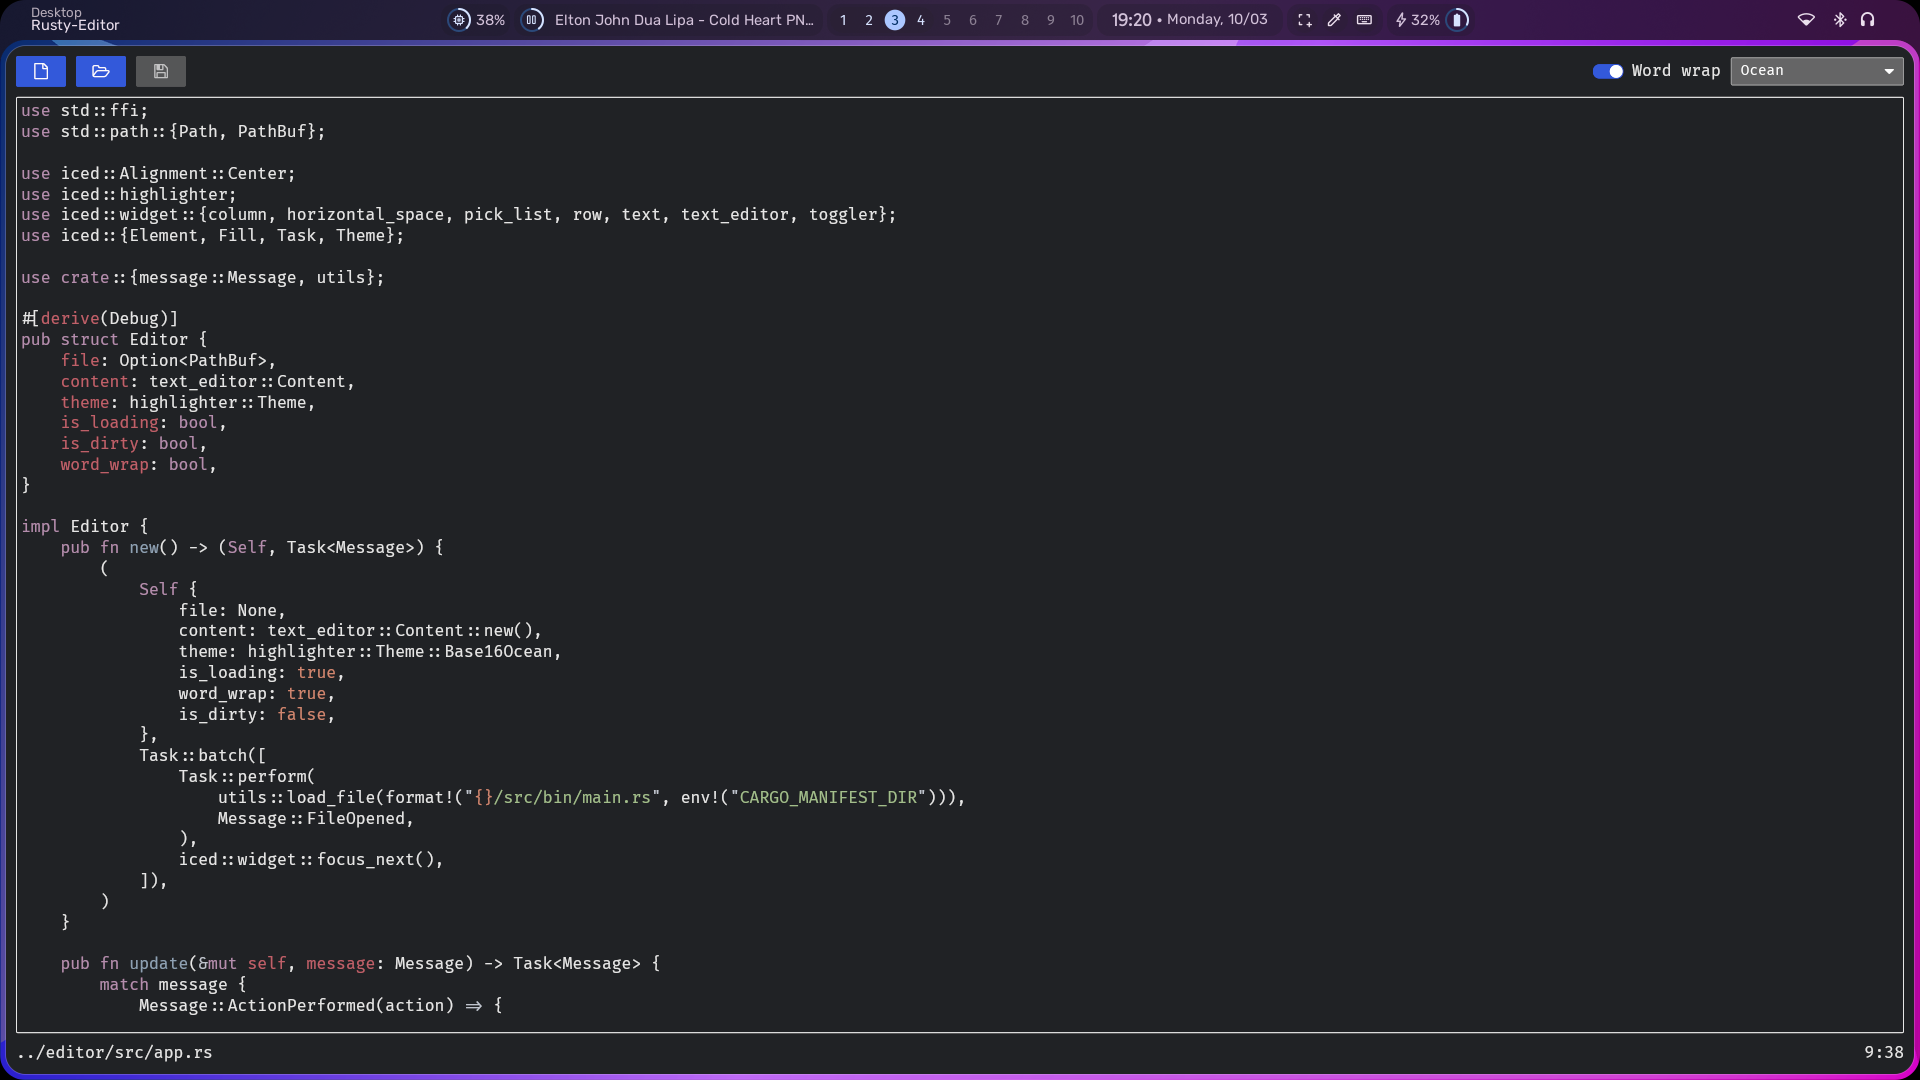 Desktop
Rusty-Editor
38%
Elton John Dua Lipa - Cold Heart PN...
1 2 3 4 5 6 7 8 9 10
19:20 • Monday, 10/03
32%
Word wrap
Ocean
use std::ffi;
use std::path::{Path, PathBuf};
use iced::Alignment::Center;
use iced::highlighter;
use iced::widget::{column, horizontal_space, pick_list, row, text, text_editor, toggler};
use iced::{Element, Fill, Task, Theme};
use crate::{message::Message, utils};
#[derive(Debug)]
pub struct Editor {
    file: Option<PathBuf>,
    content: text_editor::Content,
    theme: highlighter::Theme,
    is_loading: bool,
    is_dirty: bool,
    word_wrap: bool,
}
impl Editor {
    pub fn new() -> (Self, Task<Message>) {
        (
            Self {
                file: None,
                content: text_editor::Content::new(),
                theme: highlighter::Theme::Base16Ocean,
                is_loading: true,
                word_wrap: true,
                is_dirty: false,
            },
            Task::batch([
                Task::perform(
                    utils::load_file(format!("{}/src/bin/main.rs", env!("CARGO_MANIFEST_DIR"))),
                    Message::FileOpened,
                ),
                iced::widget::focus_next(),
            ]),
        )
    }
    pub fn update(&mut self, message: Message) -> Task<Message> {
        match message {
            Message::ActionPerformed(action) => {
../editor/src/app.rs
9:38